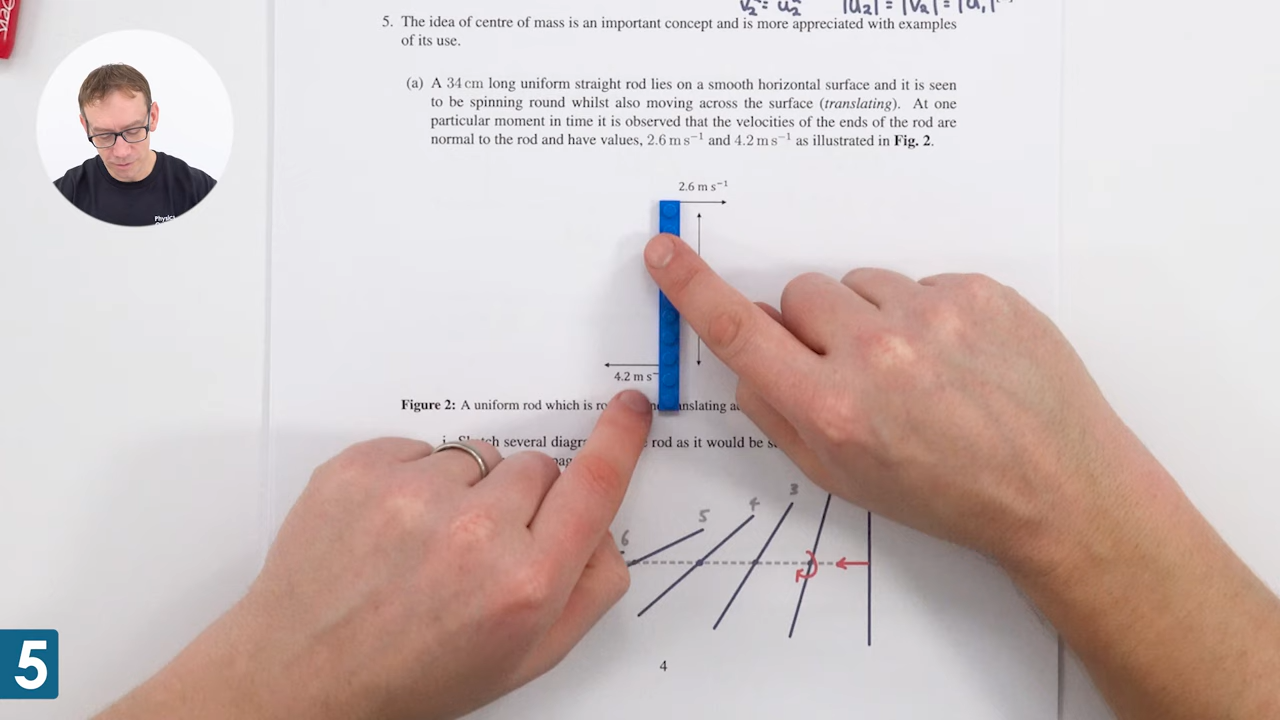 v₂ = u₂ |u₂| = |v₂| = |u₁|
5. The idea of centre of mass is an important concept and is more appreciated with examples
of its use.
(a) A 34 cm long uniform straight rod lies on a smooth horizontal surface and it is seen
to be spinning round whilst also moving across the surface (translating). At one
particular moment in time it is observed that the velocities of the ends of the rod are
normal to the rod and have values, 2.6 m s⁻¹ and 4.2 m s⁻¹ as illustrated in Fig. 2.
Physics
2.6 m s⁻¹
4.2 m s⁻
Figure 2: A uniform rod which is translating
i. several rod as it would be
3
4
5
6
4
5